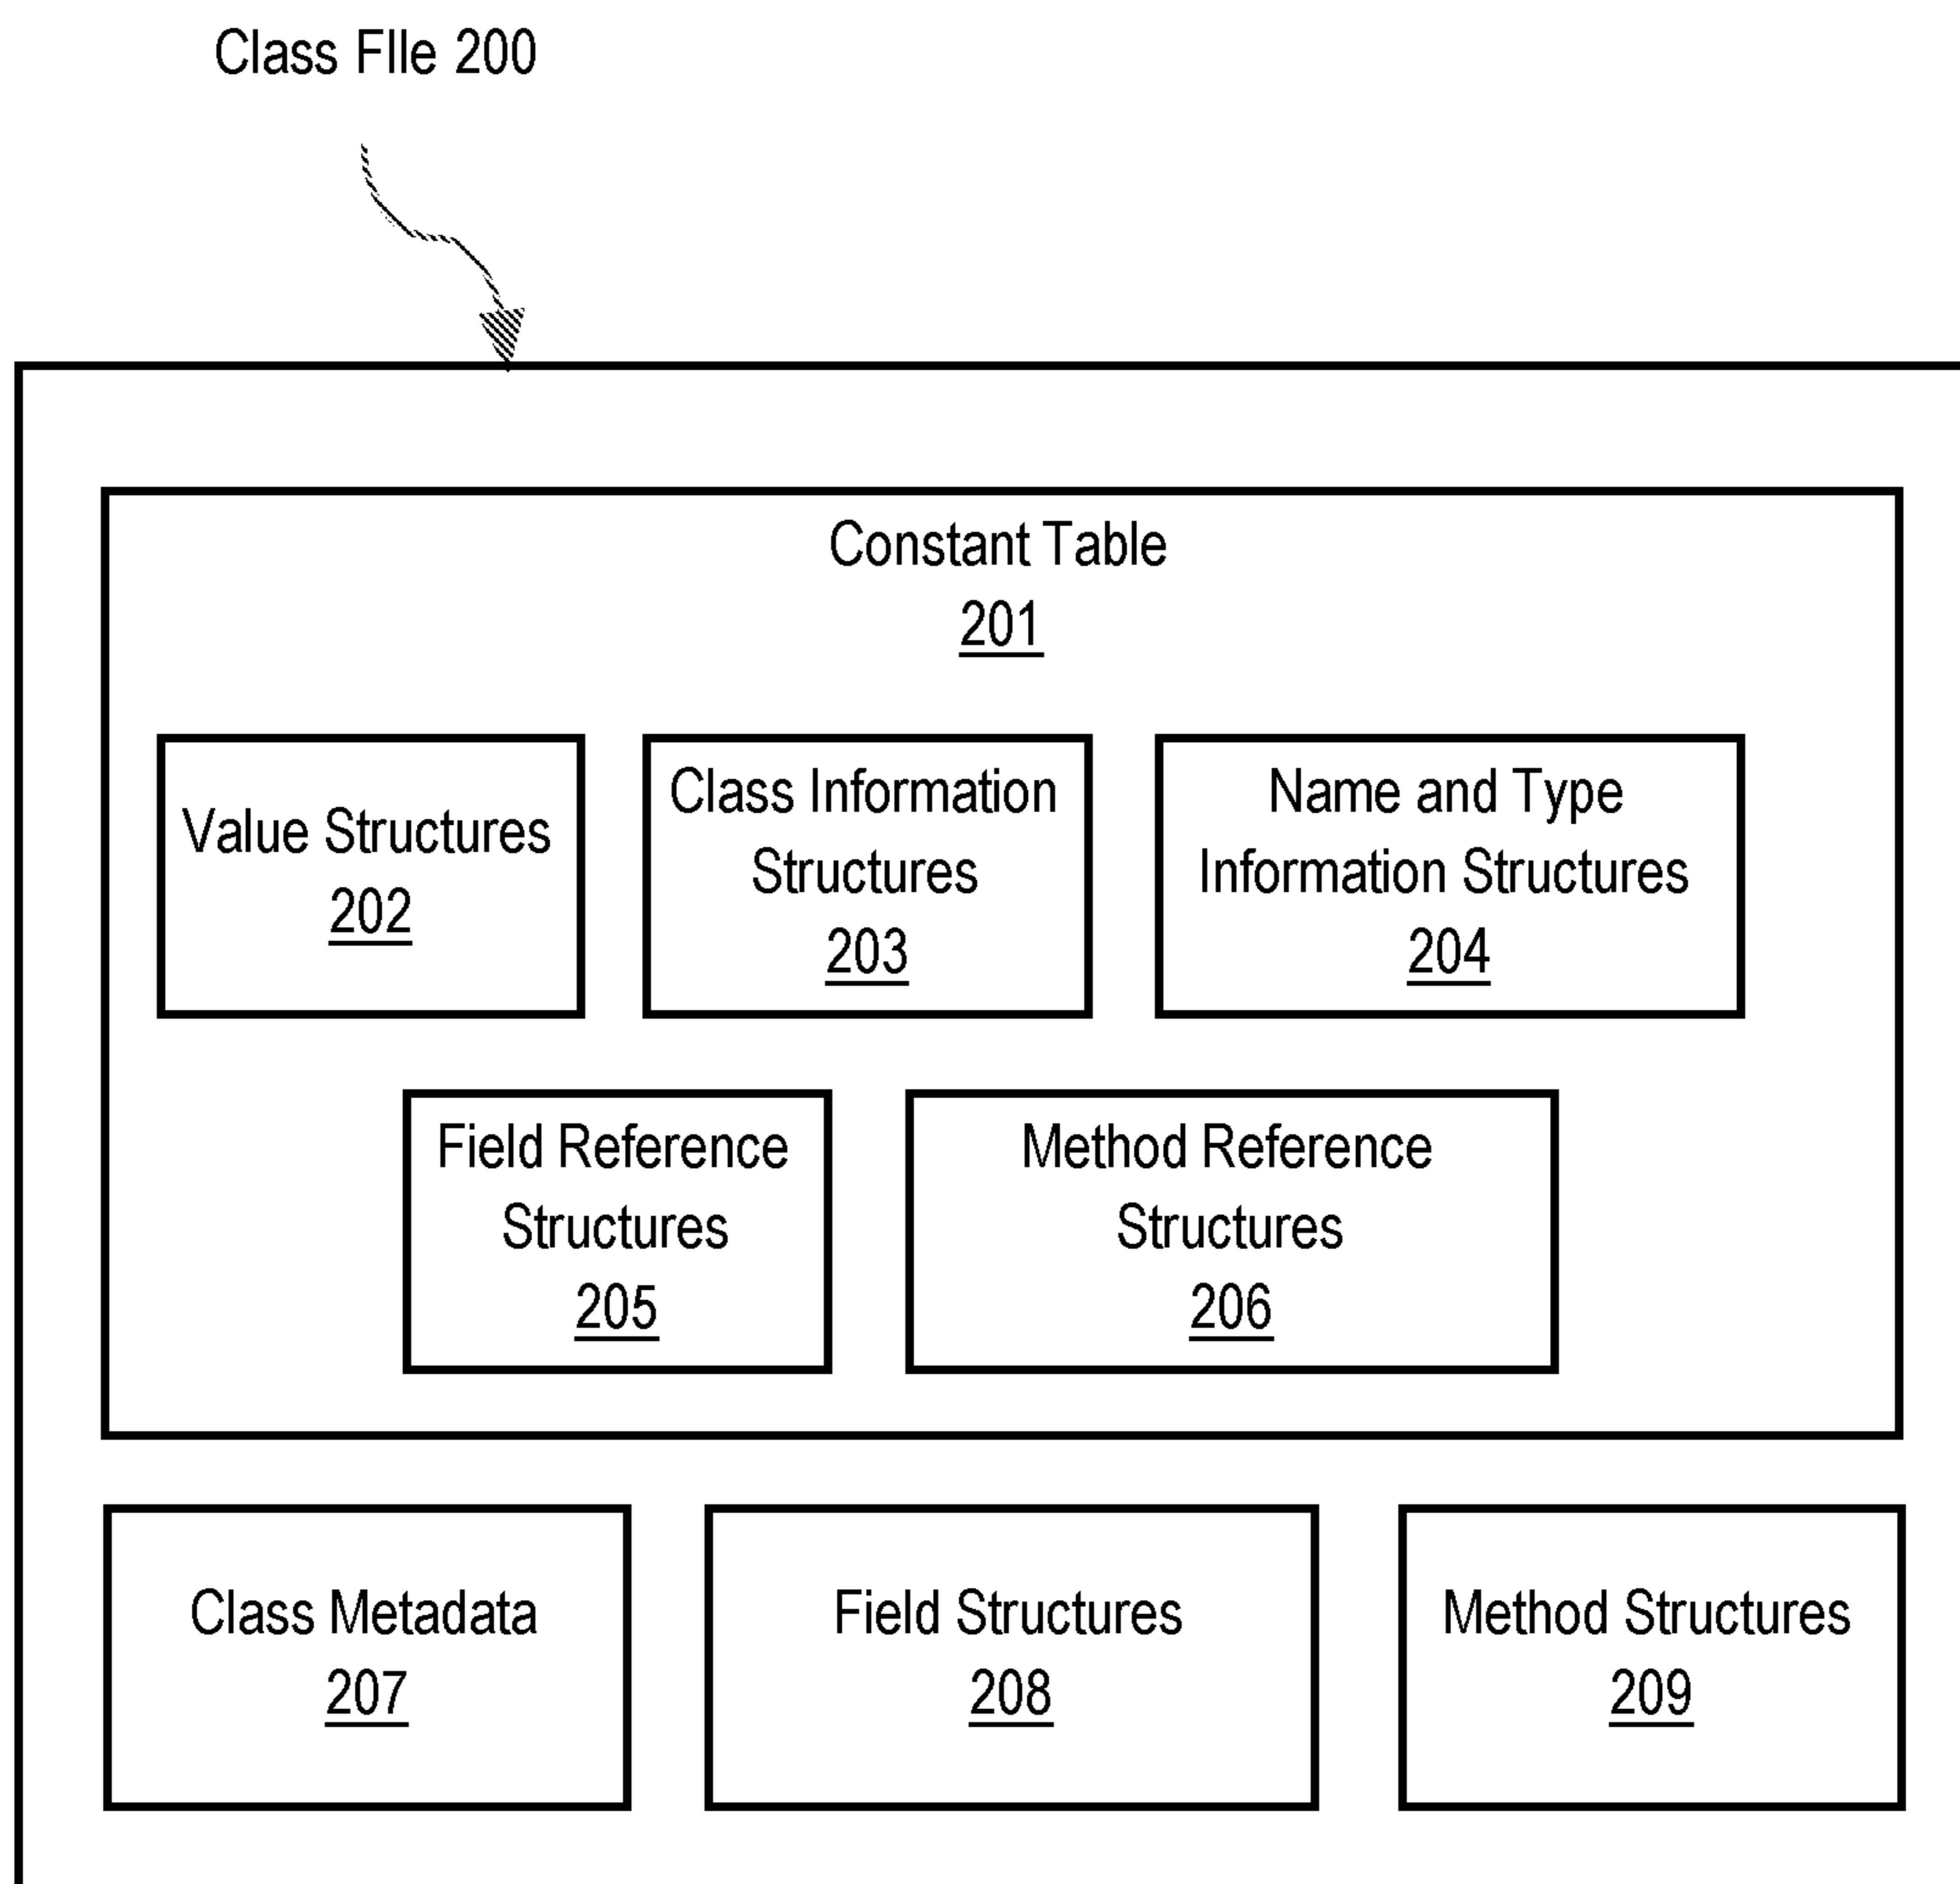 Class FIle 200
Constant Table
201
Value Structures
202
Class Information
Structures
203
Name and Type
Information Structures
204
Field Reference
Structures
205
Method Reference
Structures
206
Class Metadata
207
Field Structures
208
Method Structures
209